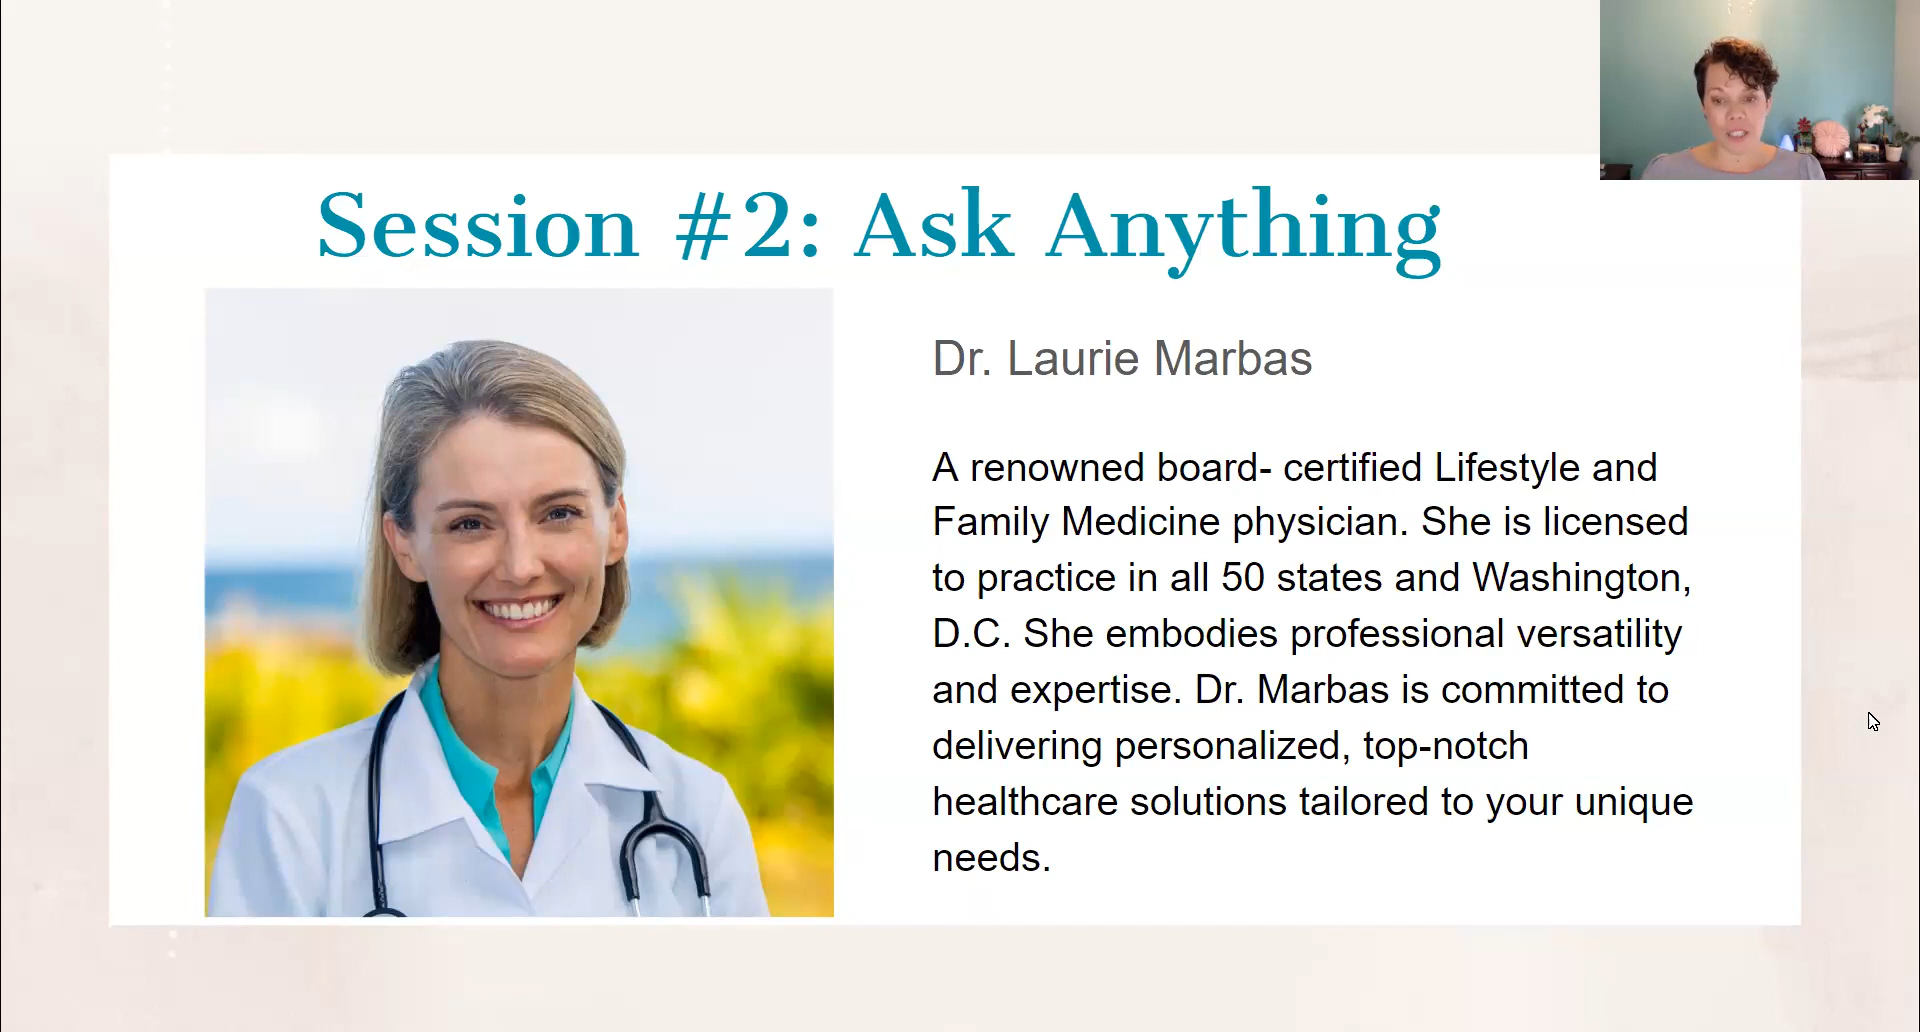 Session #2: Ask Anything
Dr. Laurie Marbas
A renowned board- certified Lifestyle and
Family Medicine physician. She is licensed
to practice in all 50 states and Washington,
D.C. She embodies professional versatility
and expertise. Dr. Marbas is committed to
delivering personalized, top-notch
healthcare solutions tailored to your unique
needs.